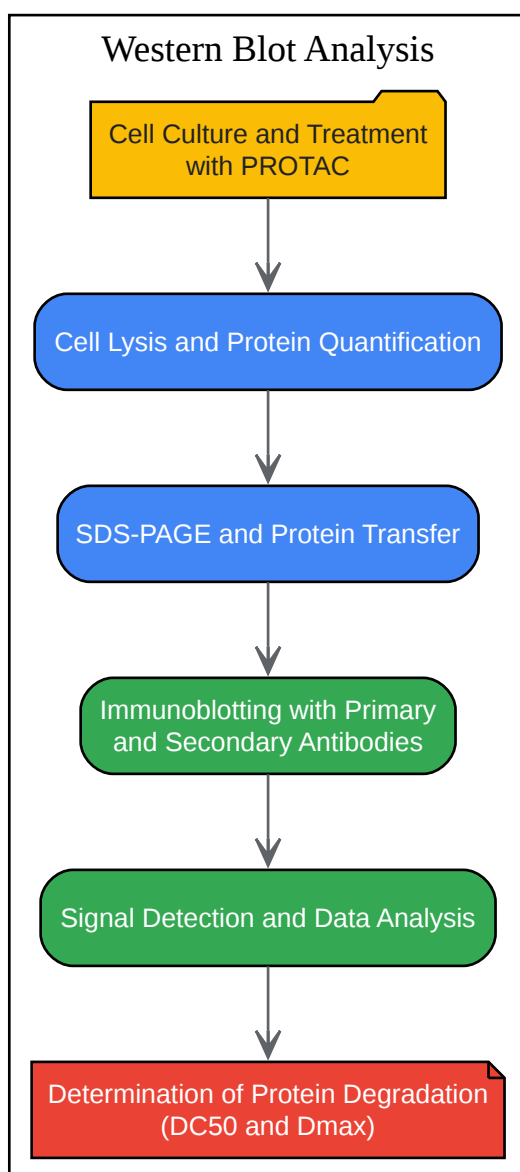 Western Blot Analysis
Cell Culture and Treatment
with PROTAC
Cell Lysis and Protein Quantification
SDS-PAGE and Protein Transfer
Immunoblotting with Primary
and Secondary Antibodies
Signal Detection and Data Analysis
Determination of Protein Degradation
(DC50 and Dmax)